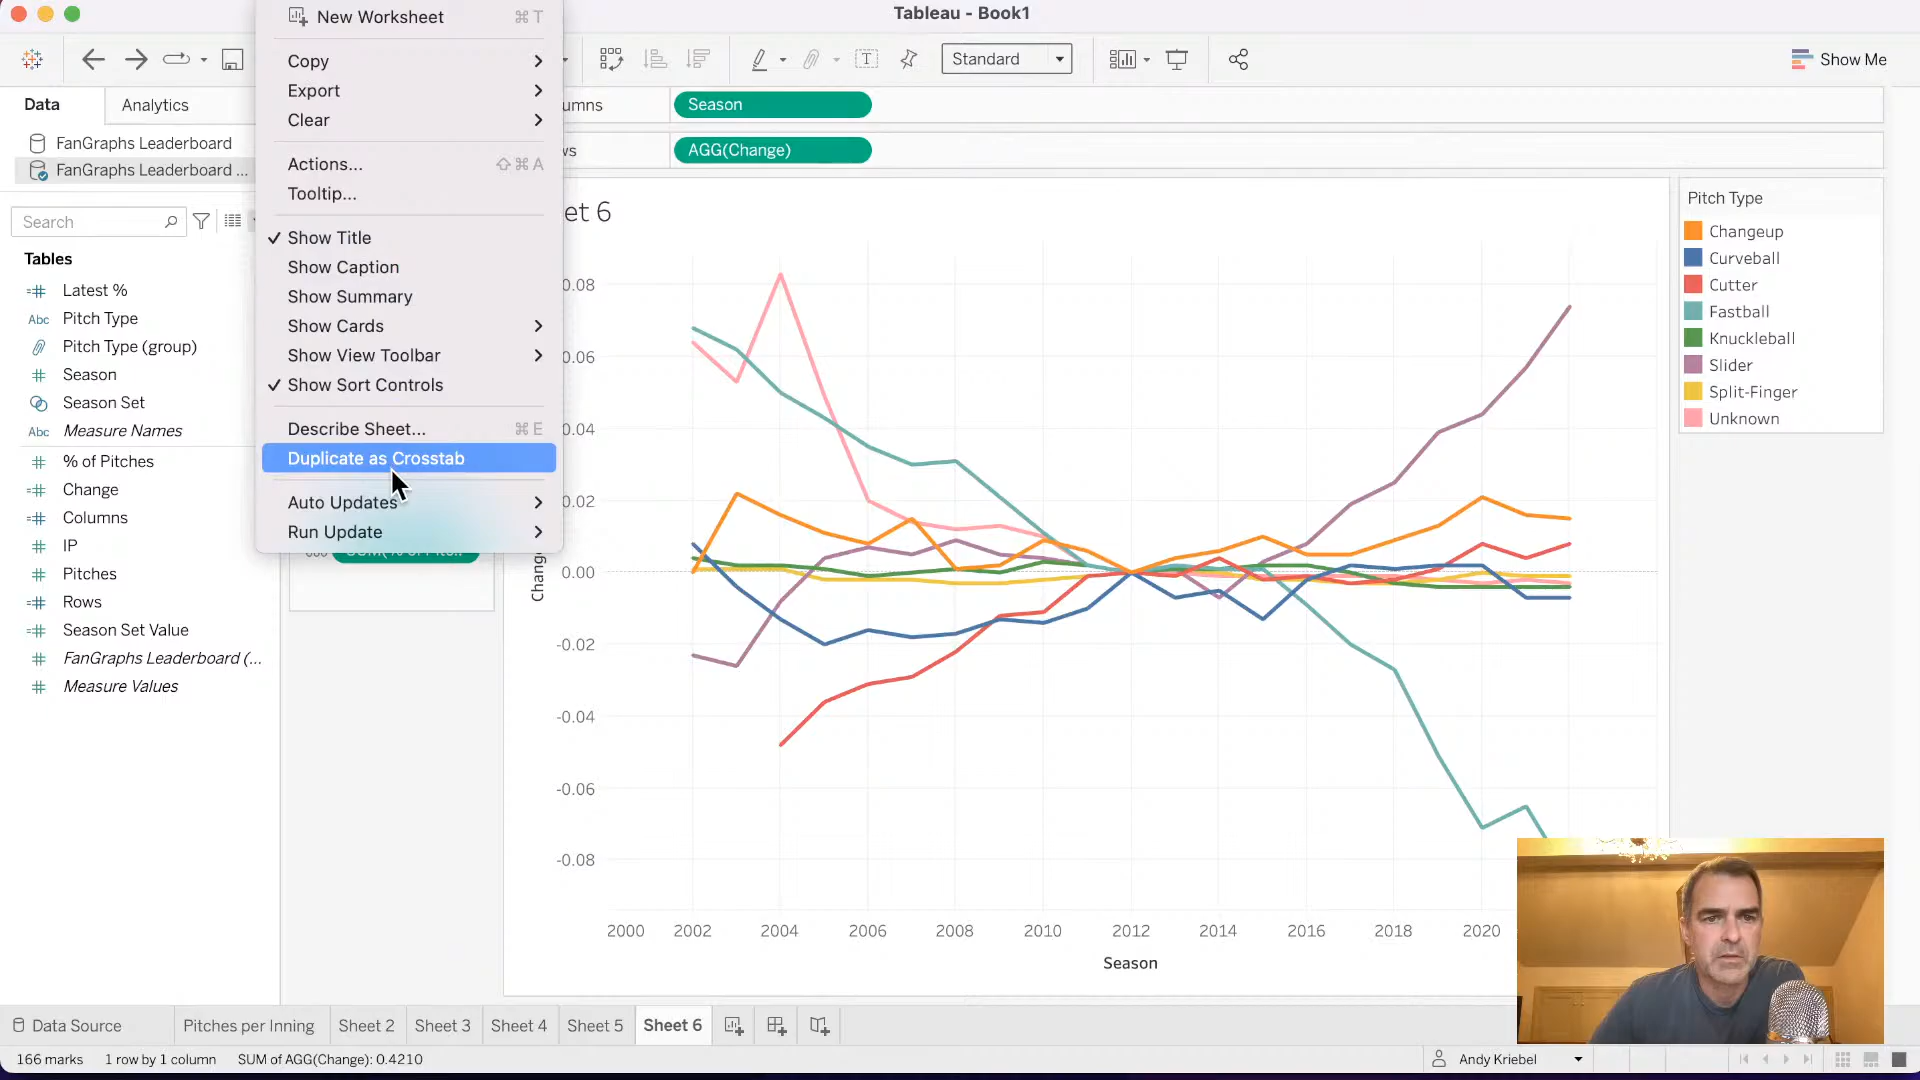 Tableau - Book1
New Worksheet ⌘ T
Copy
Export
Clear
Actions... ⇧ ⌘ A
Tooltip...
✓ Show Title
Show Caption
Show Summary
Show Cards
Show View Toolbar
✓ Show Sort Controls
Describe Sheet... ⌘ E
Duplicate as Crosstab
Auto Updates
Run Update
Standard
Show Me
Data
Analytics
FanGraphs Leaderboard
FanGraphs Leaderboard ...
Search
Tables
Latest %
Abc Pitch Type
Pitch Type (group)
Season
Season Set
Abc Measure Names
% of Pitches
Change
Columns
IP
Pitches
Rows
Season Set Value
FanGraphs Leaderboard (...
Measure Values
umns
Season
ws
AGG(Change)
et 6
0.08
0.06
0.04
0.02
0.00
-0.02
-0.04
-0.06
-0.08
Change
2000 2002 2004 2006 2008 2010 2012 2014 2016 2018 2020
Season
Pitch Type
Changeup
Curveball
Cutter
Fastball
Knuckleball
Slider
Split-Finger
Unknown
Data Source
Pitches per Inning
Sheet 2
Sheet 3
Sheet 4
Sheet 5
Sheet 6
166 marks
1 row by 1 column
SUM of AGG(Change): 0.4210
Andy Kriebel